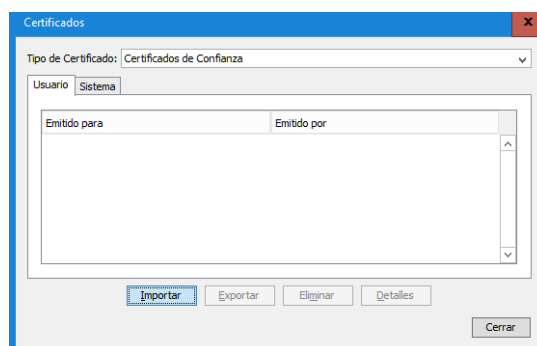 Certificados
x
Tipo de Certificado: Certificados de Confianza
Usuario Sistema
Emitido para Emitido por
Importar Exportar Eliminar Detalles
Cerrar